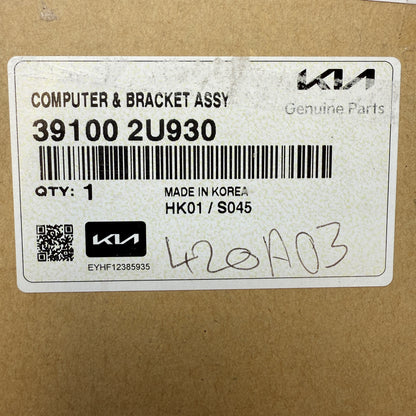 KIA
Genuine Parts
COMPUTER & BRACKET ASSY
39100 2U930
QTY: 1
MADE IN KOREA
HK01 / S045
KIA
EYHF12385935
420A03